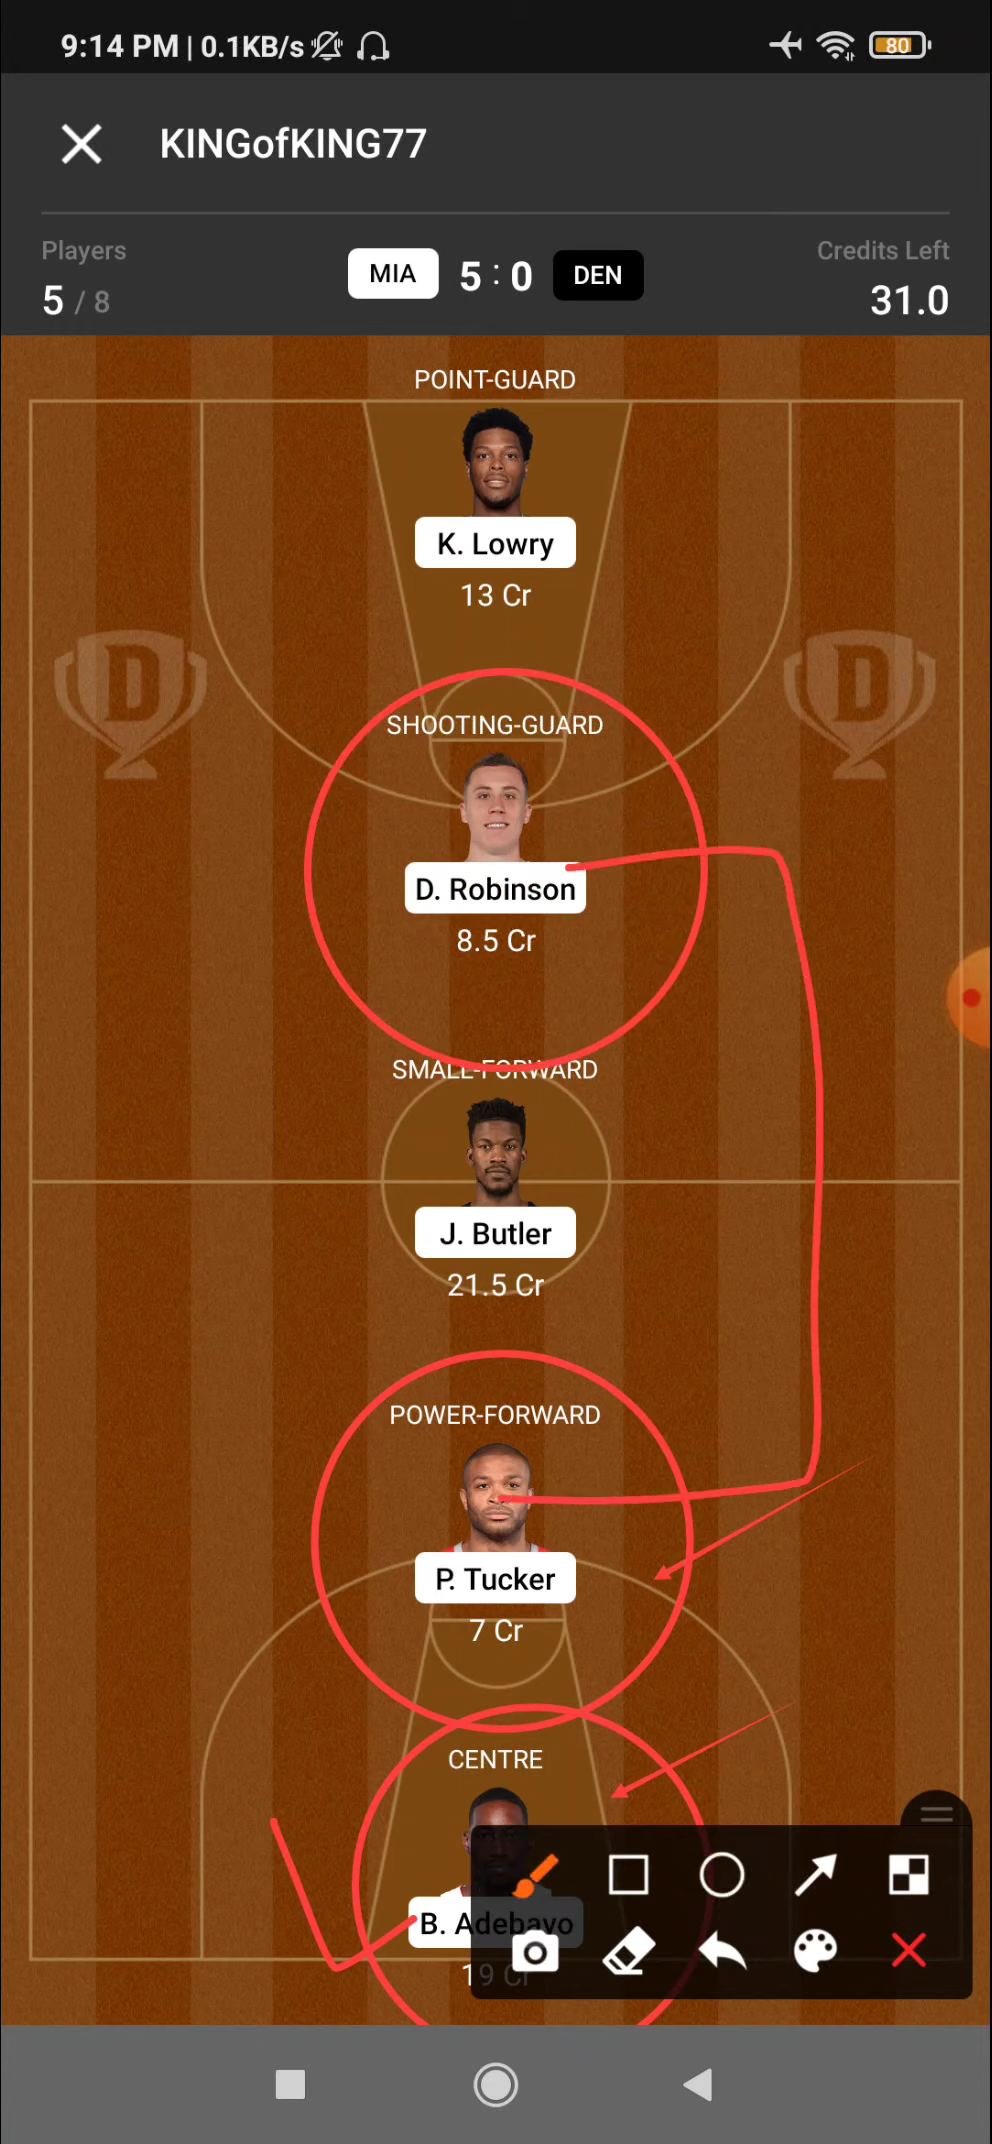 9:14 PM | 0.1KB/s
80
KINGofKING77
Players
Credits Left
MIA 5 : 0 DEN
5 / 8
31.0
POINT-GUARD
K. Lowry
13 Cr
D
D
SHOOTING-GUARD
D. Robinson
8.5 Cr
SMALL-FORWARD
J. Butler
21.5 Cr
POWER-FORWARD
P. Tucker
7 Cr
CENTRE
B. Adebayo
19 Cr